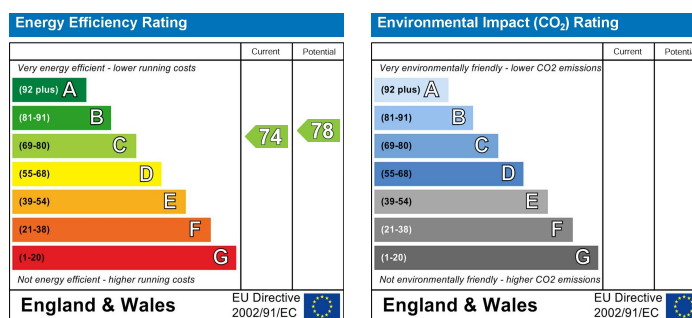 Energy Efficiency Rating
Current Potential
Very energy efficient - lower running costs
(92 plus) A
(81-91) B
(69-80) C
(55-68) D
(39-54) E
(21-38) F
(1-20) G
74 78
Not energy efficient - higher running costs
England & Wales
EU Directive
2002/91/EC
Environmental Impact (CO₂) Rating
Current Potential
Very environmentally friendly - lower CO2 emissions
(92 plus) A
(81-91) B
(69-80) C
(55-68) D
(39-54) E
(21-38) F
(1-20) G
Not environmentally friendly - higher CO2 emissions
England & Wales
EU Directive
2002/91/EC